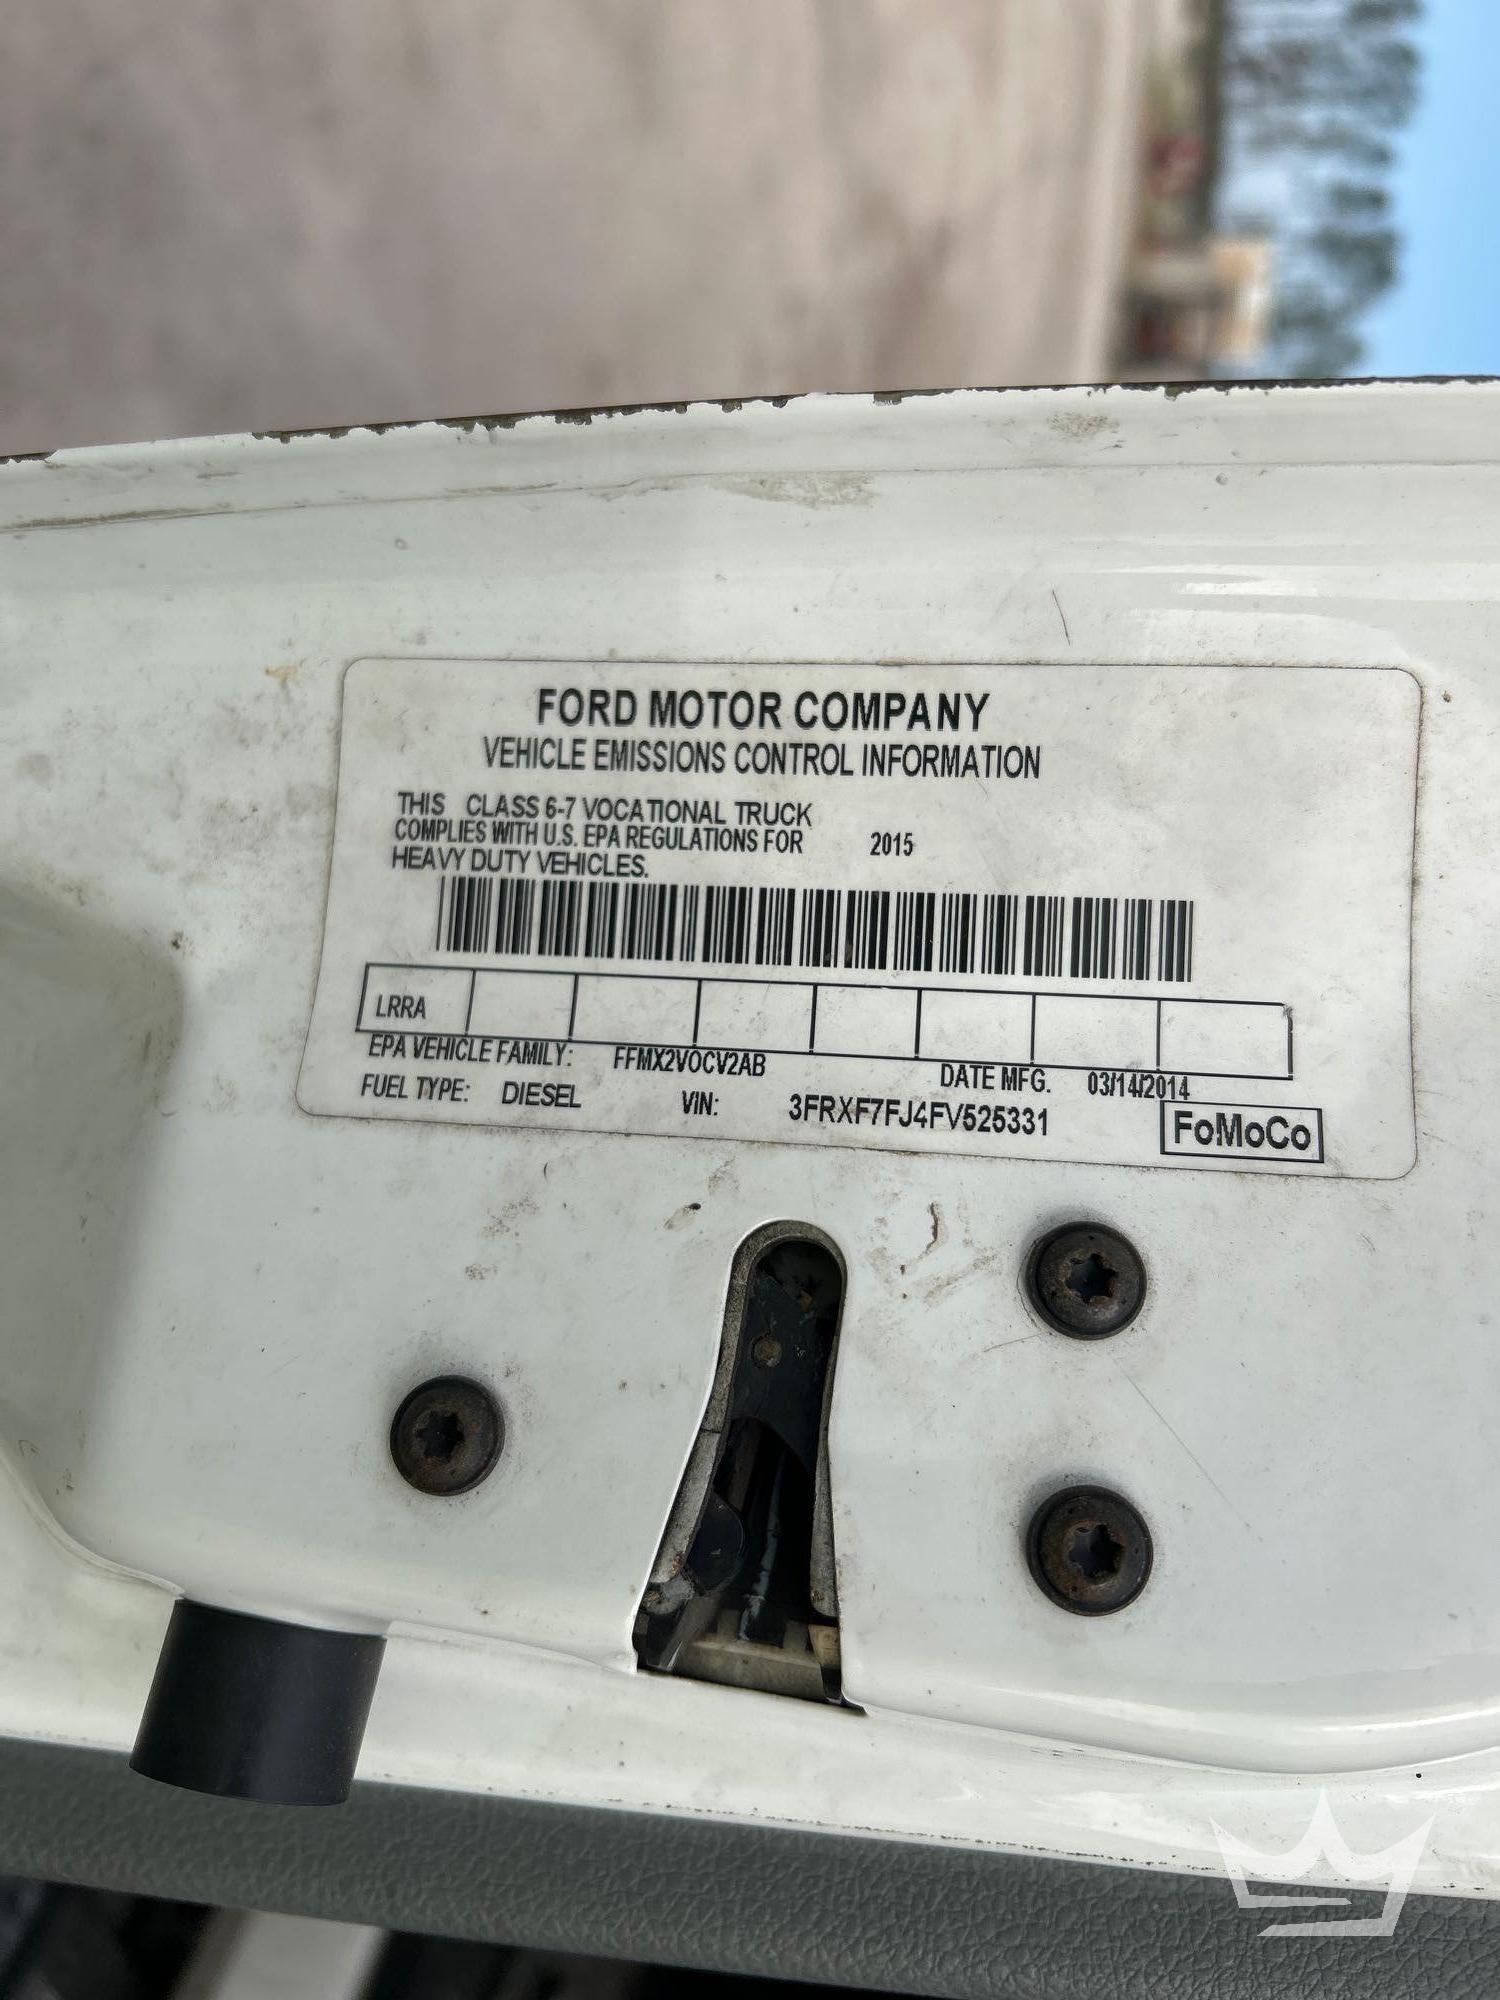 FORD MOTOR COMPANY
VEHICLE EMISSIONS CONTROL INFORMATION
THIS CLASS 6-7 VOCATIONAL TRUCK
COMPLIES WITH U.S. EPA REGULATIONS FOR 2015
HEAVY DUTY VEHICLES.
LRRA
EPA VEHICLE FAMILY: FFMX2VOCV2AB DATE MFG. 03/14/2014
FUEL TYPE: DIESEL VIN: 3FRXF7FJ4FV525331
FoMoCo